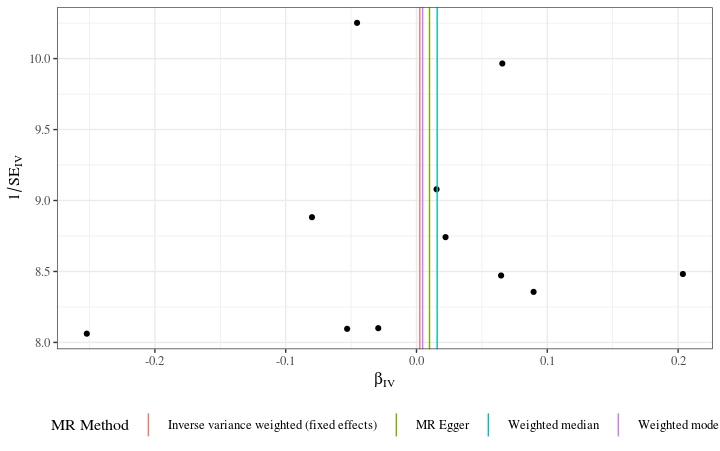 1/SE_IV
10.0
9.5
9.0
8.5
8.0
-0.2 -0.1 0.0 0.1 0.2
β_IV
MR Method Inverse variance weighted (fixed effects) MR Egger Weighted median Weighted mode